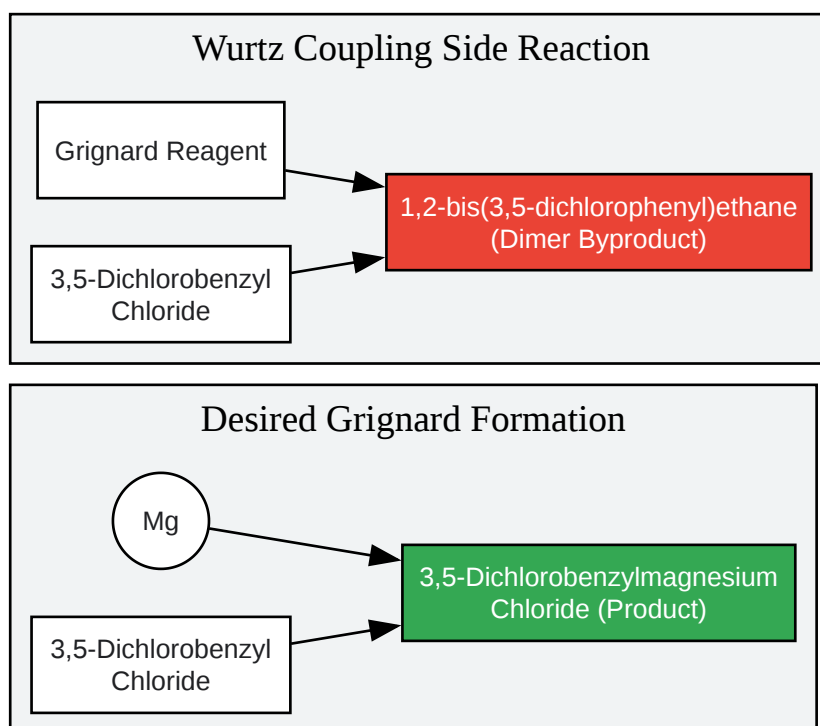 Wurtz Coupling Side Reaction
Grignard Reagent
1,2-bis(3,5-dichlorophenyl)ethane
(Dimer Byproduct)
3,5-Dichlorobenzyl
Chloride
Desired Grignard Formation
Mg
3,5-Dichlorobenzylmagnesium
Chloride (Product)
3,5-Dichlorobenzyl
Chloride